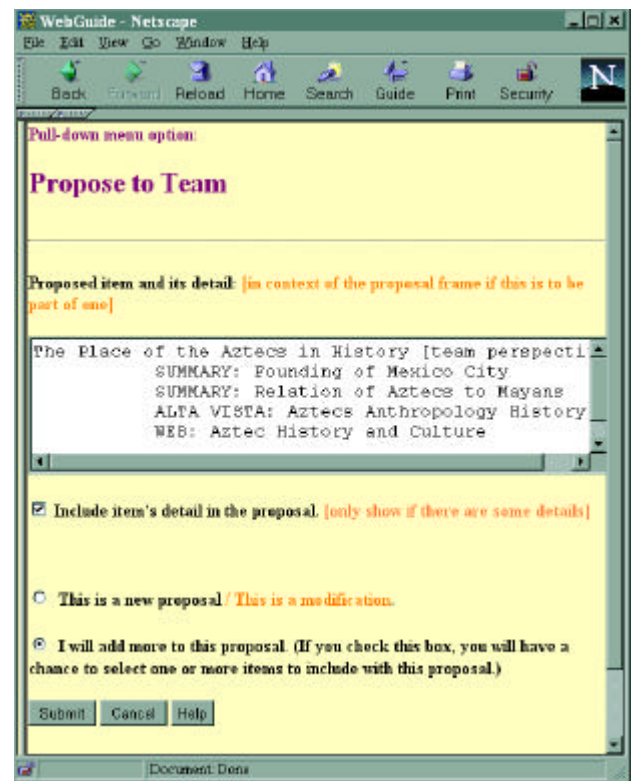 WebGuide - Netscape
File Edit View Go Window Help
Back Forward Reload Home Search Guide Print Security
N
Pull-down menu option:
Propose to Team
Proposed item and its detail: [in context of the proposal frame if this is to be
part of one]
The Place of the Aztecs in History [team perspecti
SUMMARY: Founding of Mexico City
SUMMARY: Relation of Aztecs to Mayans
ALTA VISTA: Aztecs Anthropology History
WEB: Aztec History and Culture
Include item's detail in the proposal. [only show if there are some details]
This is a new proposal / This is a modification.
I will add more to this proposal. (If you check this box, you will have a
chance to select one or more items to include with this proposal.)
Submit Cancel Help
Document: Done